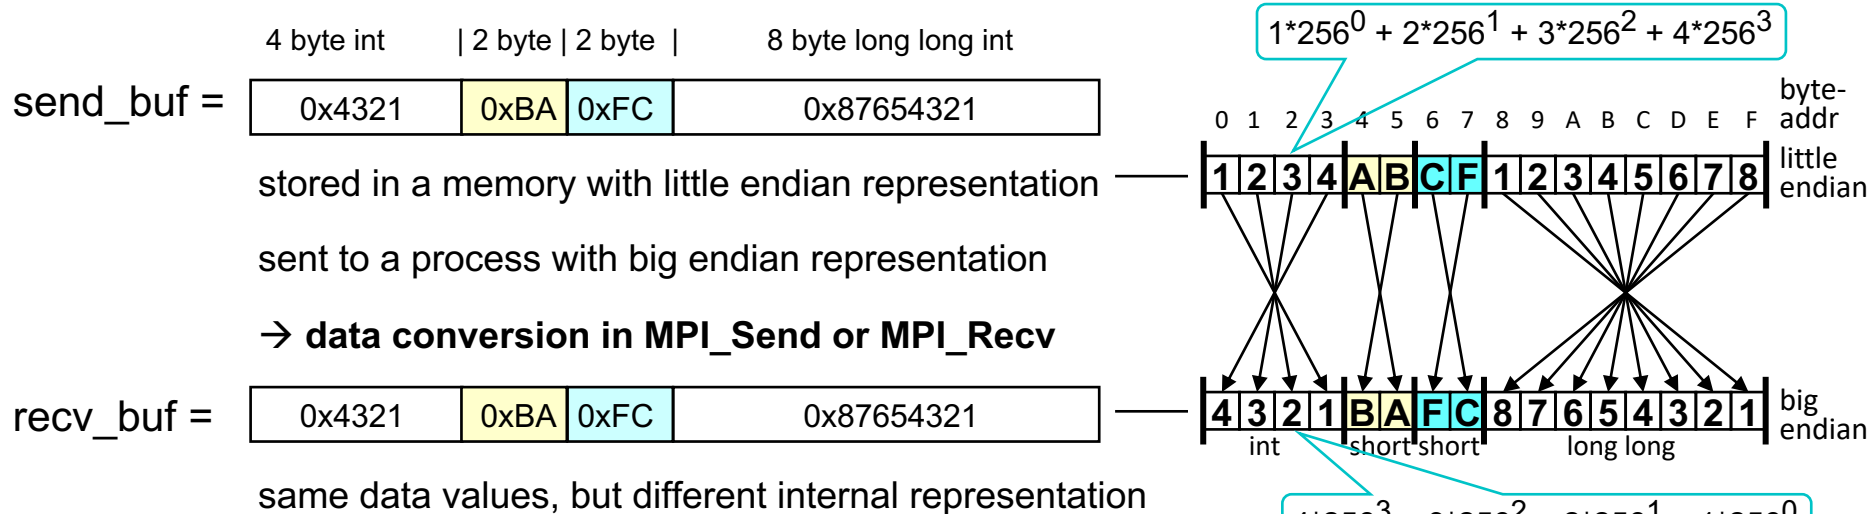 4 byte int | 2 byte | 2 byte | 8 byte long long int
send_buf = 0x4321 0xBA 0xFC 0x87654321
stored in a memory with little endian representation
sent to a process with big endian representation
→ data conversion in MPI_Send or MPI_Recv
recv_buf = 0x4321 0xBA 0xFC 0x87654321
same data values, but different internal representation
1*256^0 + 2*256^1 + 3*256^2 + 4*256^3
0 1 2 3 4 5 6 7 8 9 A B C D E F
byte-
addr
1 2 3 4 A B C F 1 2 3 4 5 6 7 8
little
endian
4 3 2 1 B A F C 8 7 6 5 4 3 2 1
big
endian
int short short long long